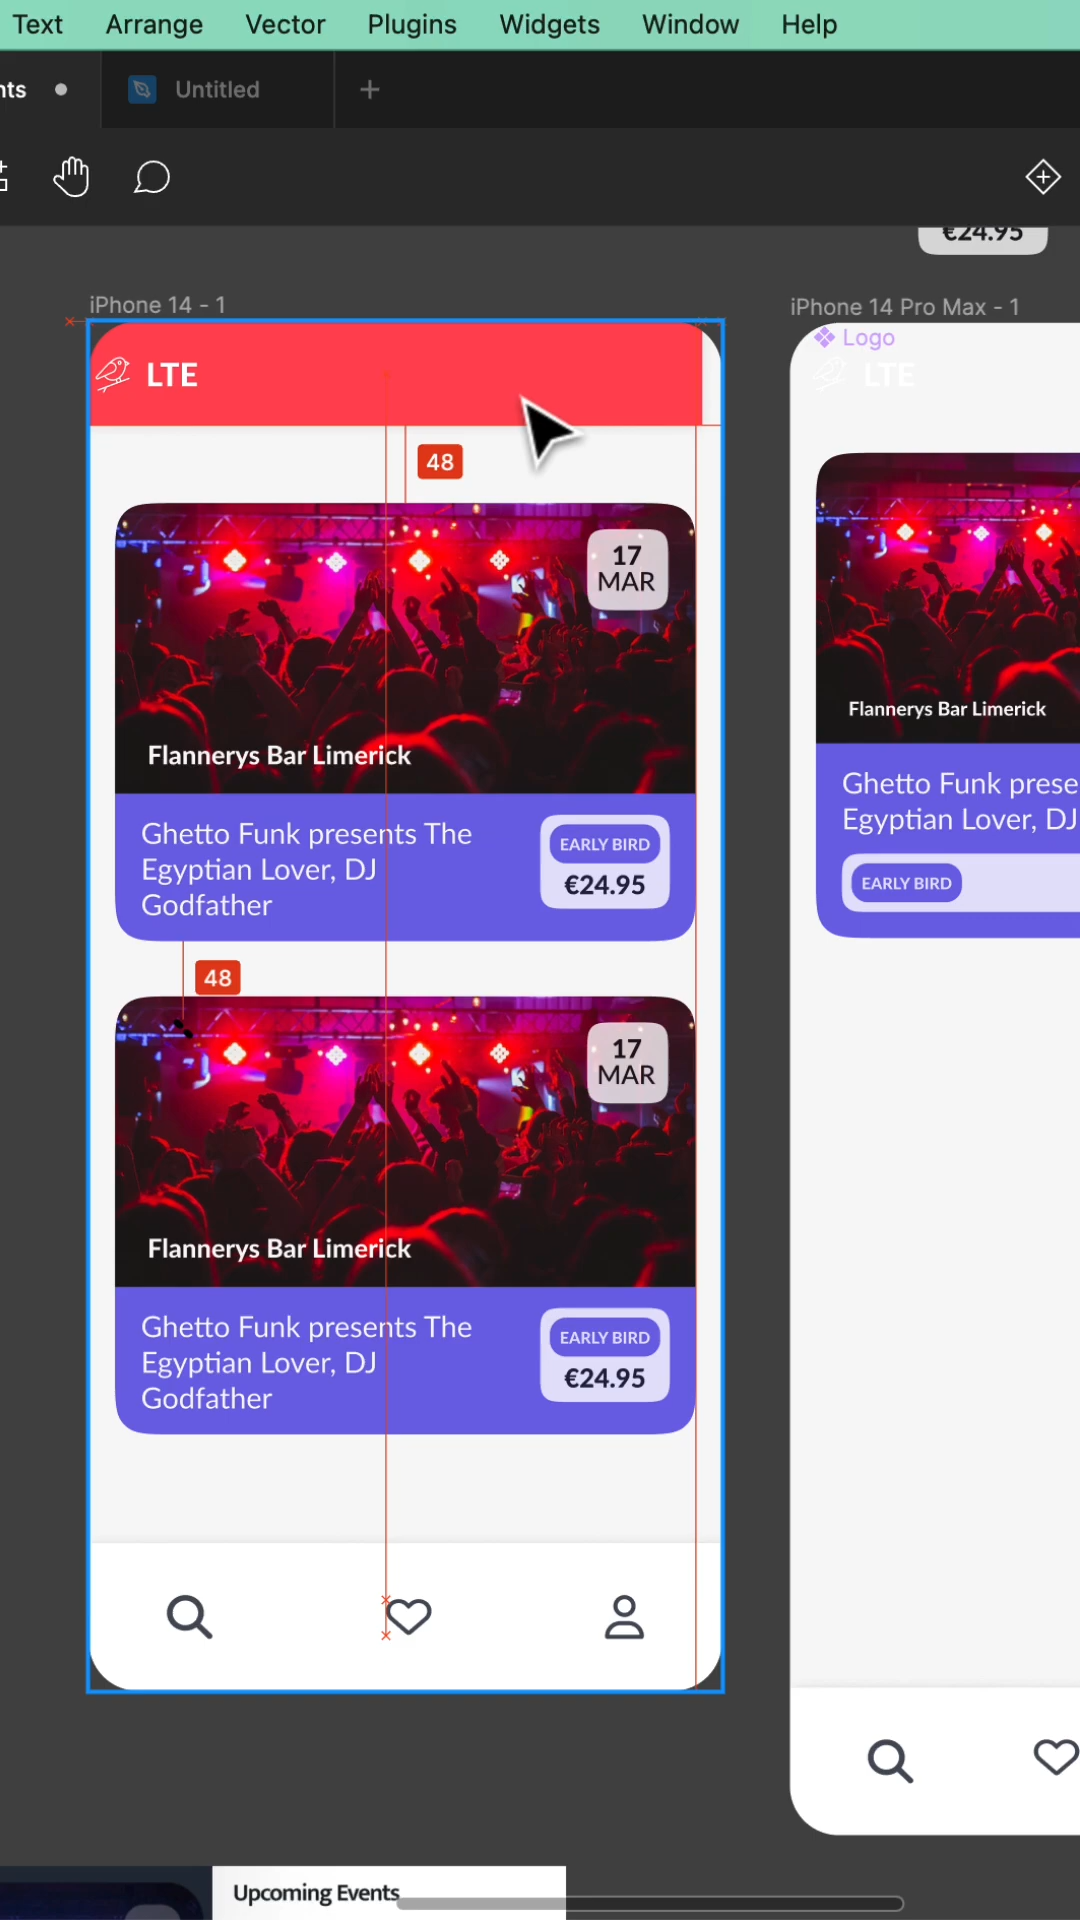 Text Arrange Vector Plugins Widgets Window Help
nts Untitled
€24.95
iPhone 14 - 1
iPhone 14 Pro Max - 1
Logo
LTE
LTE
48
17
MAR
Flannerys Bar Limerick
Flannerys Bar Limerick
Ghetto Funk presents The
Egyptian Lover, DJ
Godfather
EARLY BIRD
€24.95
Ghetto Funk prese
Egyptian Lover, DJ
EARLY BIRD
48
17
MAR
Flannerys Bar Limerick
Ghetto Funk presents The
Egyptian Lover, DJ
Godfather
EARLY BIRD
€24.95
Upcoming Events